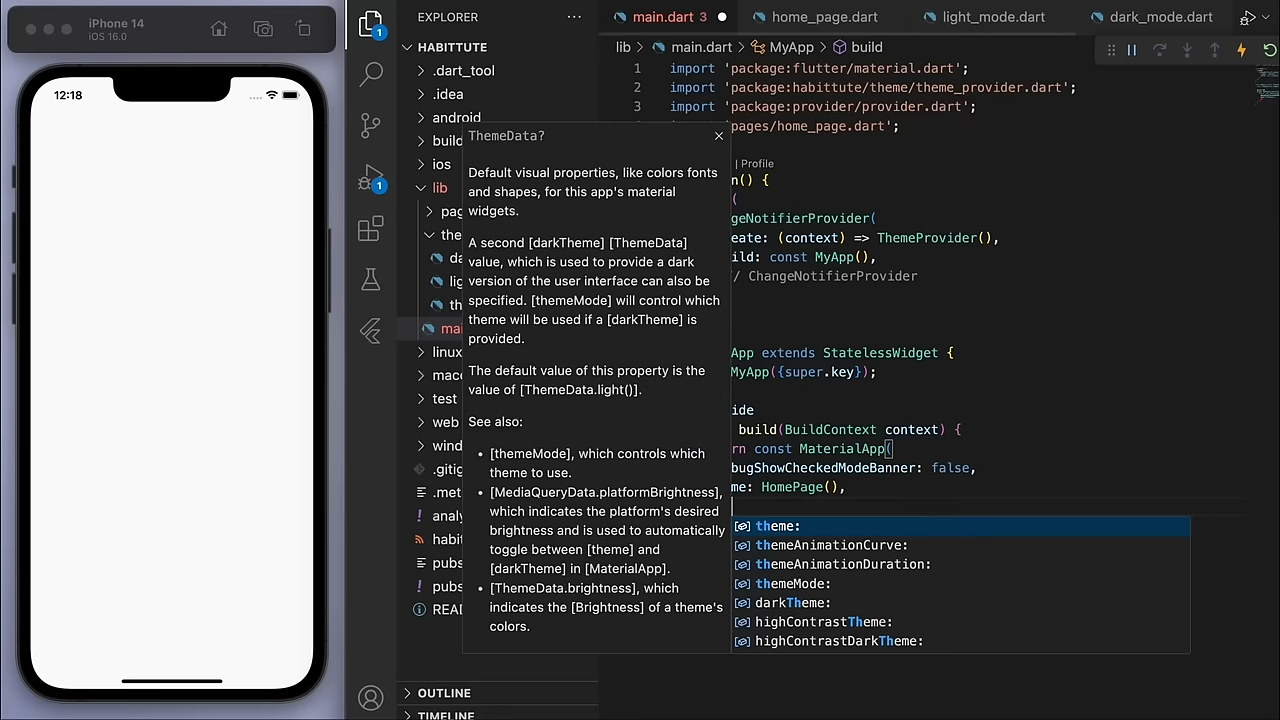 iPhone 14
iOS 16.0
12:18
1
1
EXPLORER
HABITTUTE
.dart_tool
.idea
android
build
ios
lib
pag
the
da
lig
th
mai
linux
mac
test
web
wind
.gitig
.met
analy
habit
pubs
pubs
REA
OUTLINE
TIMELINE
main.dart 3
home_page.dart
light_mode.dart
dark_mode.dart
lib > main.dart > MyApp > build
1 import 'package:flutter/material.dart';
2 import 'package:habittute/theme/theme_provider.dart';
3 import 'package:provider/provider.dart';
pages/home_page.dart';
| Profile
n() {
(
geNotifierProvider(
eate: (context) => ThemeProvider(),
ild: const MyApp(),
// ChangeNotifierProvider
App extends StatelessWidget {
MyApp({super.key});
ide
build(BuildContext context) {
rn const MaterialApp(
bugShowCheckedModeBanner: false,
me: HomePage(),
theme:
themeAnimationCurve:
themeAnimationDuration:
themeMode:
darkTheme:
highContrastTheme:
highContrastDarkTheme:
ThemeData?
Default visual properties, like colors fonts
and shapes, for this app's material
widgets.
A second [darkTheme] [ThemeData]
value, which is used to provide a dark
version of the user interface can also be
specified. [themeMode] will control which
theme will be used if a [darkTheme] is
provided.
The default value of this property is the
value of [ThemeData.light()].
See also:
• [themeMode], which controls which
theme to use.
• [MediaQueryData.platformBrightness],
which indicates the platform's desired
brightness and is used to automatically
toggle between [theme] and
[darkTheme] in [MaterialApp].
• [ThemeData.brightness], which
indicates the [Brightness] of a theme's
colors.